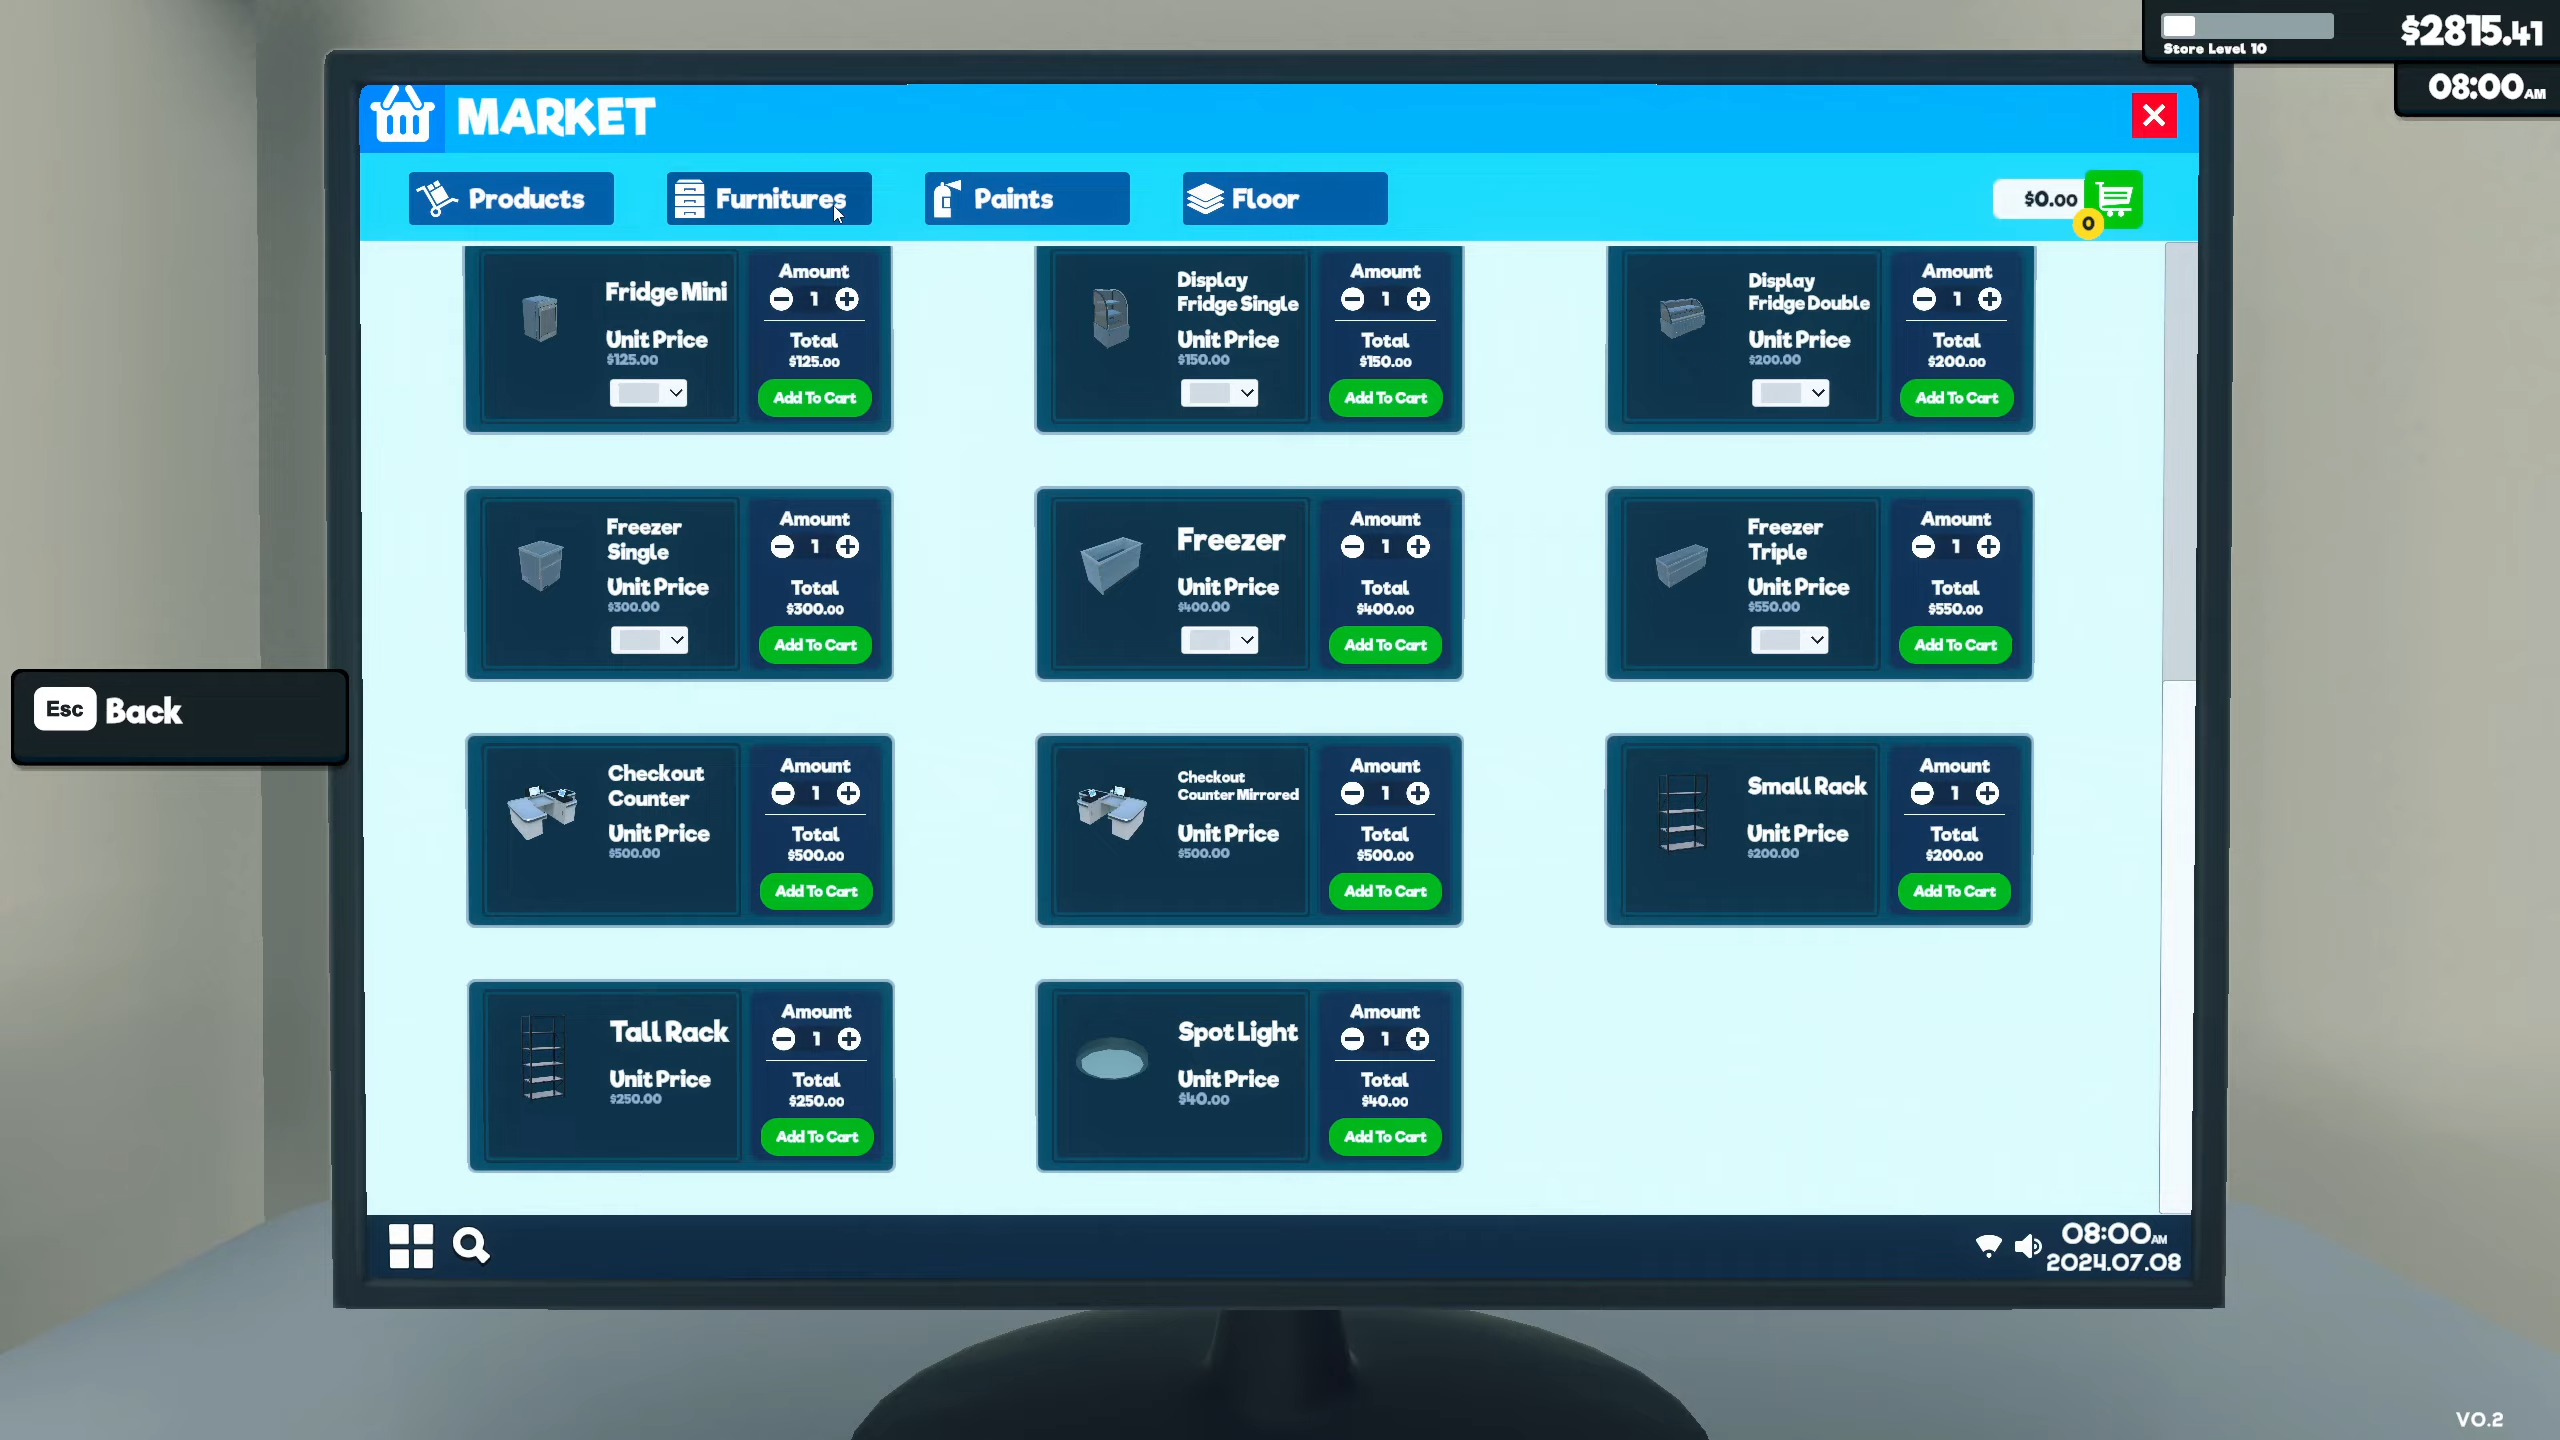 $2815.41
Store Level 10
08:00AM
MARKET
Products
Furnitures
Paints
Floor
$0.00
0
Fridge Mini
Unit Price
$125.00
Amount
1
Total
$125.00
Add To Cart
Display
Fridge Single
Unit Price
$150.00
Amount
1
Total
$150.00
Add To Cart
Display
Fridge Double
Unit Price
$200.00
Amount
1
Total
$200.00
Add To Cart
Freezer
Single
Unit Price
$300.00
Amount
1
Total
$300.00
Add To Cart
Freezer
Unit Price
$400.00
Amount
1
Total
$400.00
Add To Cart
Freezer
Triple
Unit Price
$550.00
Amount
1
Total
$550.00
Add To Cart
Esc Back
Checkout
Counter
Unit Price
$500.00
Amount
1
Total
$500.00
Add To Cart
Checkout
Counter Mirrored
Unit Price
$500.00
Amount
1
Total
$500.00
Add To Cart
Small Rack
Unit Price
$200.00
Amount
1
Total
$200.00
Add To Cart
Tall Rack
Unit Price
$250.00
Amount
1
Total
$250.00
Add To Cart
Spot Light
Unit Price
$40.00
Amount
1
Total
$40.00
Add To Cart
08:00AM
2024.07.08
V0.2